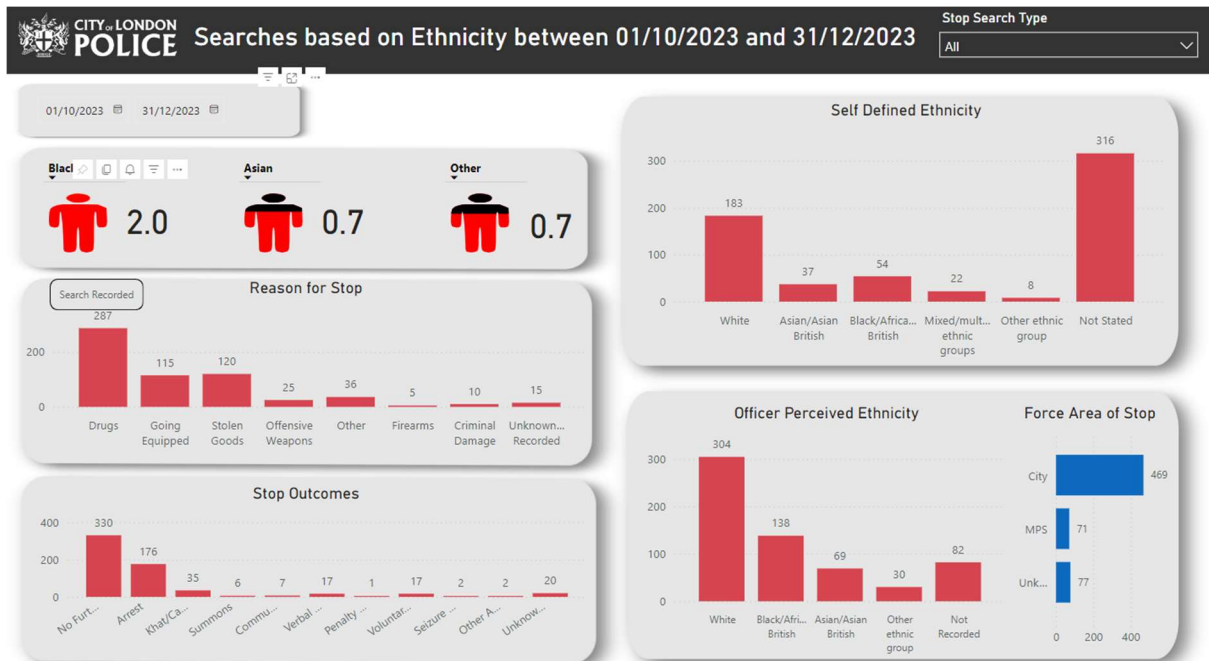 CITY OF LONDON
POLICE
Searches based on Ethnicity between 01/10/2023 and 31/12/2023
Stop Search Type
All
01/10/2023 31/12/2023
Blac
2.0
Asian
0.7
Other
0.7
Search Recorded
Reason for Stop
200
0
287
115
120
25
36
5
10
15
Drugs
Going
Equipped
Stolen
Goods
Offensive
Weapons
Other
Firearms
Criminal
Damage
Unknown...
Recorded
Stop Outcomes
400
200
0
330
176
35
6
7
17
1
17
2
2
20
No Furt...
Arrest
Khat/Ca...
Summons
Commu...
Verbal ...
Penalty ...
Voluntar...
Seizure ...
Other A...
Unknow...
Self Defined Ethnicity
300
200
100
0
183
37
54
22
8
316
White
Asian/Asian
British
Black/Africa...
British
Mixed/mult...
ethnic
groups
Other ethnic
group
Not Stated
Officer Perceived Ethnicity
300
200
100
0
304
138
69
30
82
White
Black/Afri...
British
Asian/Asian
British
Other
ethnic
group
Not
Recorded
Force Area of Stop
City
469
MPS
71
Unk...
77
0 200 400